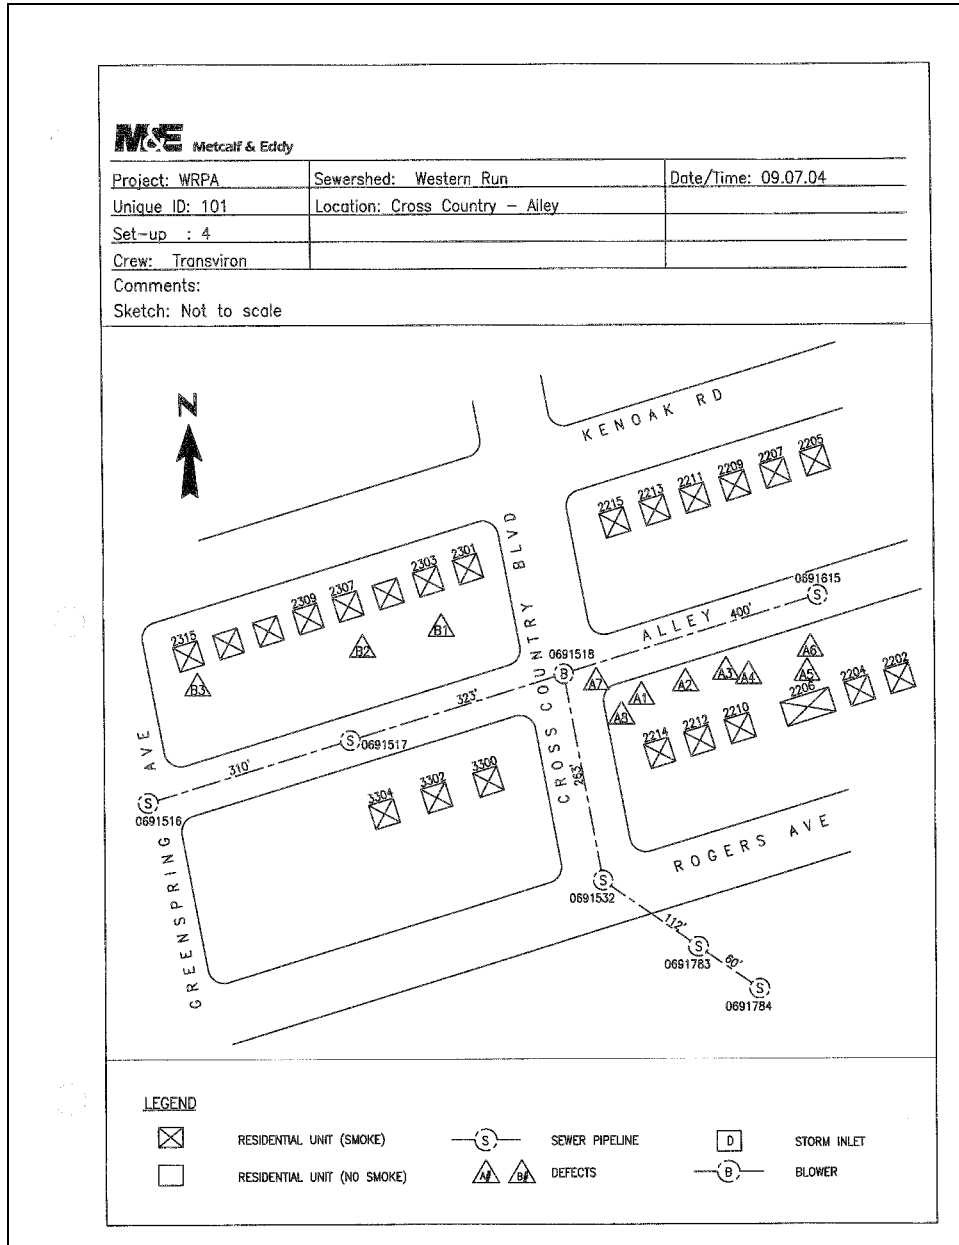 M&E Metcalf & Eddy
Project: WRPA
Sewershed: Western Run
Date/Time: 09.07.04
Unique ID: 101
Location: Cross Country - Alley
Set-up : 4
Crew: Transviron
Comments:
Sketch: Not to scale
N
KENOAK RD
2205
2207
2209
2211
2213
2215
CROSS COUNTRY BLVD
2301
2303
2307
2309
2315
0691615
S
ALLEY
400'
0691518
B
B1
B2
B3
A6
A5
A3
A4
A2
A7
A1
A8
2202
2204
2206
2210
2212
2214
323'
S
0691517
310'
S
0691516
GREENSPRING AVE
3300
3302
3304
263'
ROGERS AVE
S
0691532
112'
S
0691783
60'
S
0691784
LEGEND
RESIDENTIAL UNIT (SMOKE)
S
SEWER PIPELINE
D
STORM INLET
RESIDENTIAL UNIT (NO SMOKE)
A# B#
DEFECTS
B
BLOWER